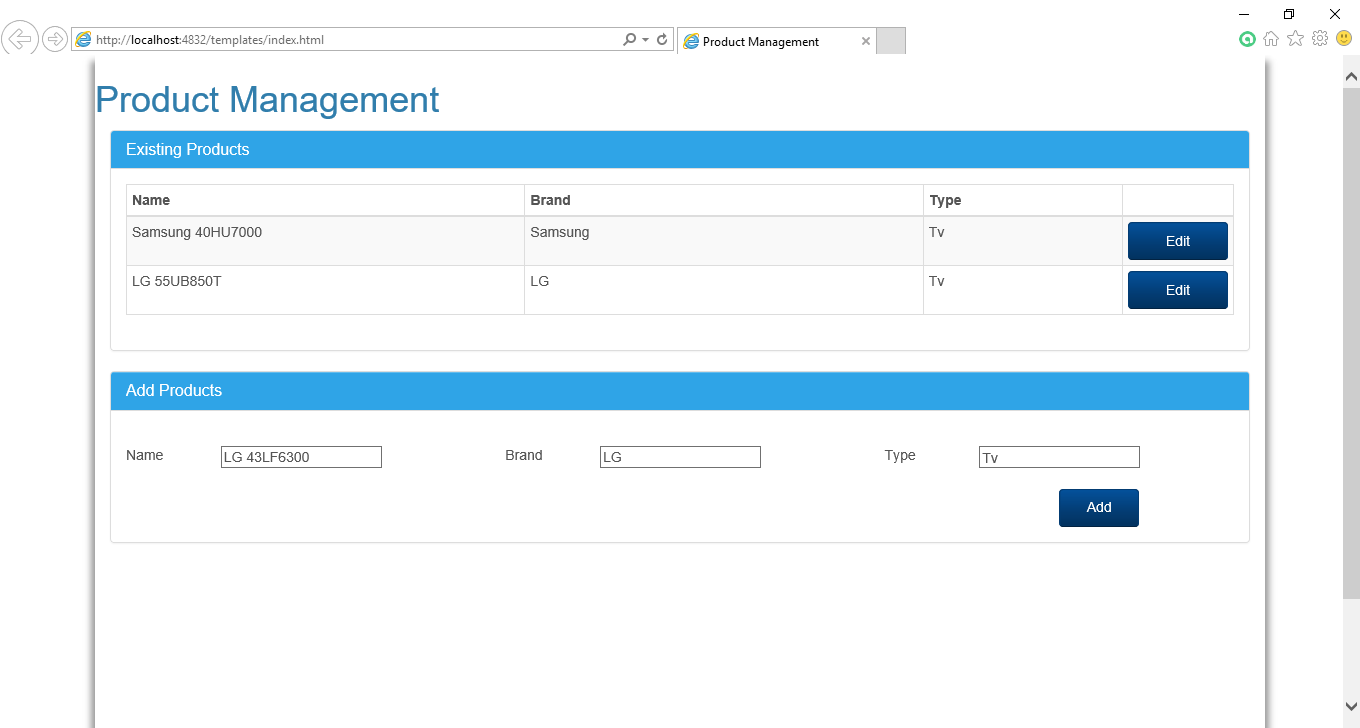 http://localhost:4832/templates/index.html
Product Management
Product Management
Existing Products
Name Brand Type
Samsung 40HU7000 Samsung Tv Edit
LG 55UB850T LG Tv Edit
Add Products
Name LG 43LF6300 Brand LG Type Tv
Add